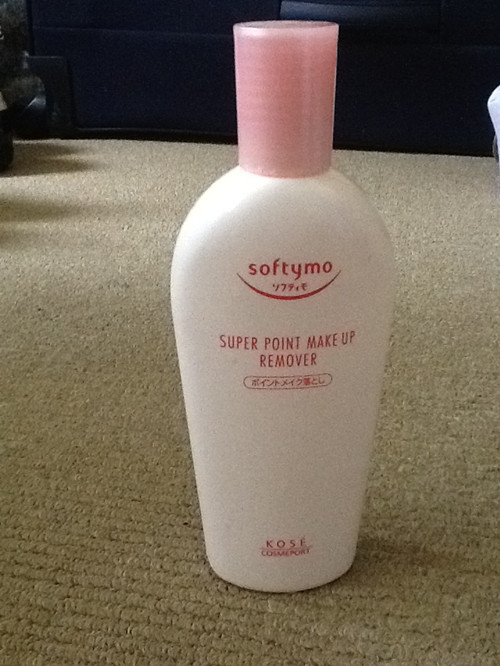 softymo
ソフティモ
SUPER POINT MAKE UP
REMOVER
ポイントメイク落とし
KOSÉ
COSMEPORT